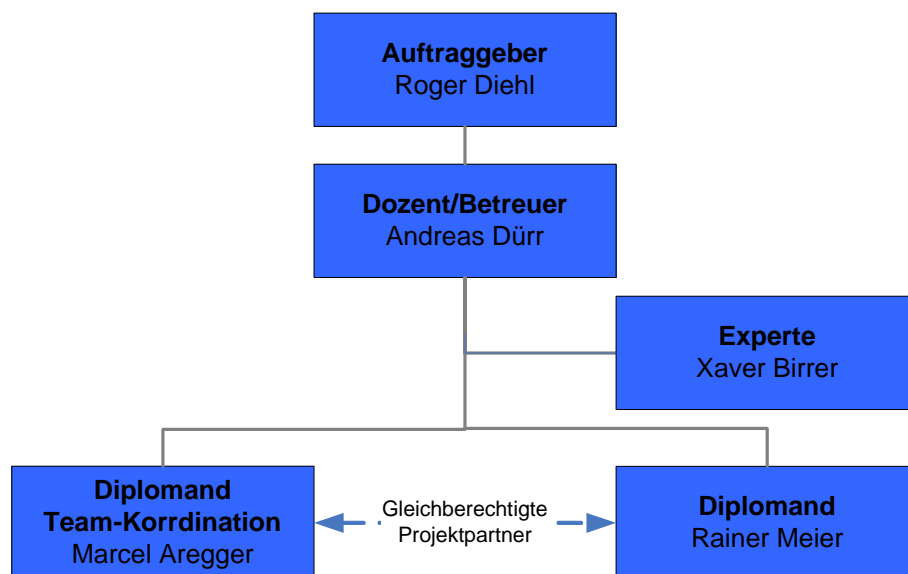 Auftraggeber
Roger Diehl
Dozent/Betreuer
Andreas Dürr
Experte
Xaver Birrer
Diplomand
Team-Korrdination
Marcel Aregger
Gleichberechtigte
Projektpartner
Diplomand
Rainer Meier